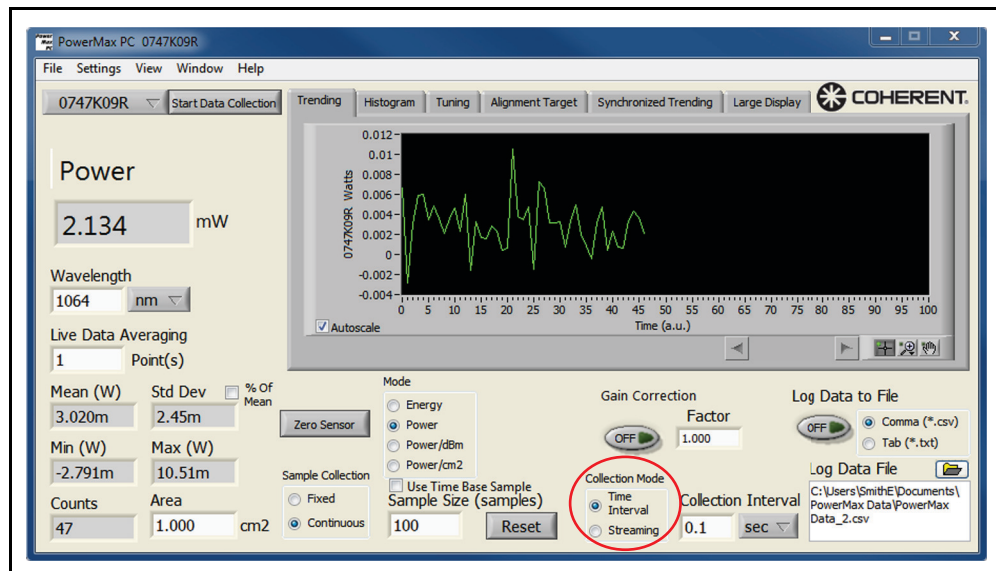 PowerMax PC 0747K09R
File Settings View Window Help
0747K09R
Start Data Collection
Trending
Histogram
Tuning
Alignment Target
Synchronized Trending
Large Display
COHERENT.
Power
2.134
mW
Wavelength
1064
nm
Live Data Averaging
1
Point(s)
0747K09R Watts
0.012
0.01
0.008
0.006
0.004
0.002
0
-0.002
-0.004
0 5 10 15 20 25 30 35 40 45 50 55 60 65 70 75 80 85 90 95 100
Time (a.u.)
Autoscale
Mean (W)
Std Dev
% Of
Mean
3.020m
2.45m
Min (W)
Max (W)
-2.791m
10.51m
Counts
Area
47
1.000
cm2
Zero Sensor
Mode
Energy
Power
Power/dBm
Power/cm2
Use Time Base Sample
Sample Collection
Fixed
Continuous
Sample Size (samples)
100
Reset
Gain Correction
OFF
Factor
1.000
Collection Mode
Time
Interval
Streaming
Collection Interval
0.1
sec
Log Data to File
OFF
Comma (*.csv)
Tab (*.txt)
Log Data File
C:\Users\SmithE\Documents\
PowerMax Data\PowerMax
Data_2.csv